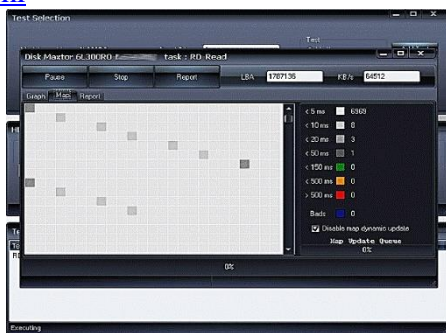 Test Selection
Test
Disk Maxtor 6L300R0 task: RD-Read
Pause Stop Report LBA 1787136 KB/s 64512
Graph Map Report
< 5 ms 6969
< 10 ms 8
< 20 ms 3
< 50 ms 1
< 150 ms 0
< 500 ms 0
> 500 ms 0
Bads 0
Disable map dynamic update
Map Update Queue
0%
0%
Executing